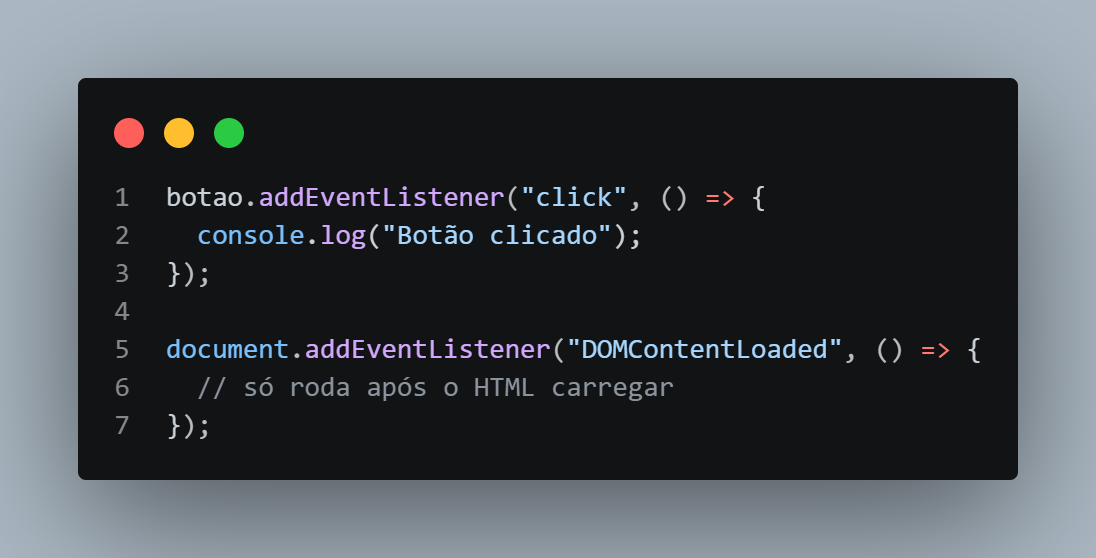 1 botao.addEventListener("click", () => {
2   console.log("Botão clicado");
3 });
4
5 document.addEventListener("DOMContentLoaded", () => {
6   // só roda após o HTML carregar
7 });